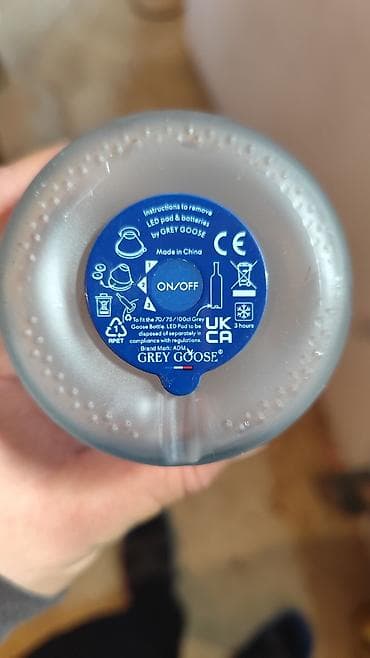 Instructions to remove
LED pad & batteries
by GREY GOOSE
Made in China
CE
ON/OFF
1
2
3 hours
UK
CA
To fit the 70/75/100cl Grey
Goose Bottle. LED Pad to be
disposed of separately in
compliance with regulations.
Brand Mark: ADM
RPET
GREY GOOSE®